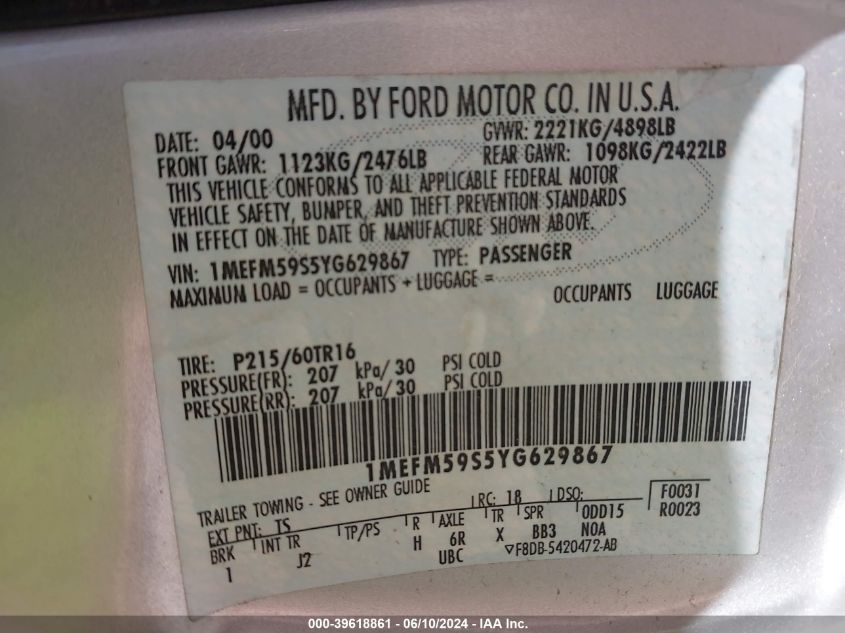 MFD. BY FORD MOTOR CO. IN U.S.A.
DATE: 04/00 GVWR: 2221KG/4898LB
FRONT GAWR: 1123KG/2476LB REAR GAWR: 1098KG/2422LB
THIS VEHICLE CONFORMS TO ALL APPLICABLE FEDERAL MOTOR
VEHICLE SAFETY, BUMPER, AND THEFT PREVENTION STANDARDS
IN EFFECT ON THE DATE OF MANUFACTURE SHOWN ABOVE.
VIN: 1MEFM59S5YG629867 TYPE: PASSENGER
MAXIMUM LOAD = OCCUPANTS + LUGGAGE = OCCUPANTS LUGGAGE
TIRE: P215/60TR16
PRESSURE(FR): 207 kPa/30 PSI COLD
PRESSURE(RR): 207 kPa/30 PSI COLD
1MEFM59S5YG629867
TRAILER TOWING - SEE OWNER GUIDE
EXT PNT: TS RC: 18 DSO: F0031
BRK INT TR TP/PS R AXLE TR SPR 0DD15 R0023
1 J2 H 6R X BB3 NOA
UBC ▽F8DB-5420472-AB
000-39618861 - 06/10/2024 - IAA Inc.